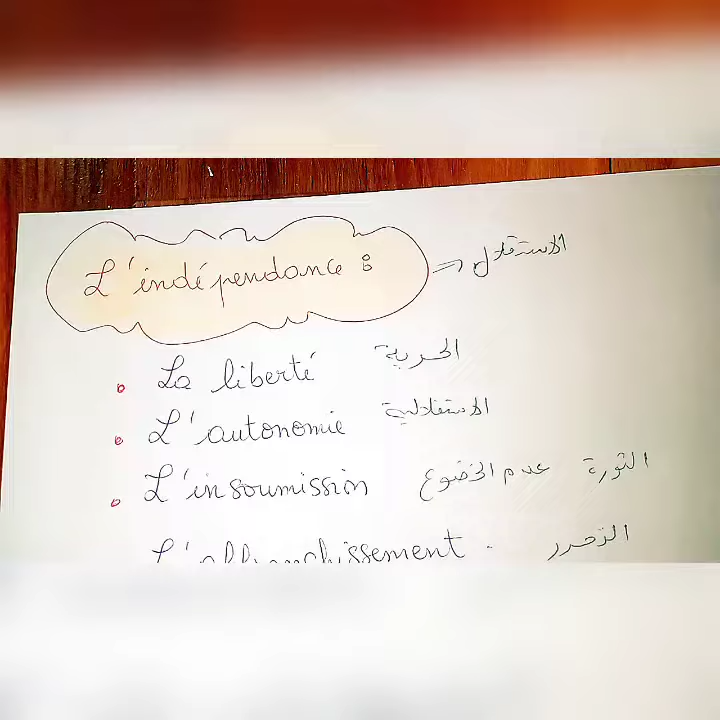 L'indépendance : => الاستقلال
La liberté الحرية
L'autonomie الاستقلالية
L'insoumission عدم الخضوع الثورة
L'affranchissement . التحرر